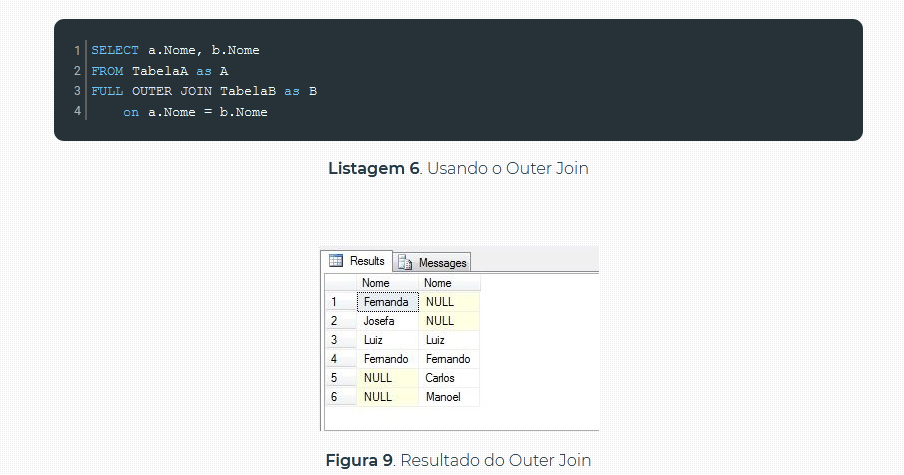 1 SELECT a.Nome, b.Nome
2 FROM TabelaA as A
3 FULL OUTER JOIN TabelaB as B
4 on a.Nome = b.Nome
Listagem 6. Usando o Outer Join
Results Messages
Nome Nome
1 Fernanda NULL
2 Josefa NULL
3 Luiz Luiz
4 Fernando Fernando
5 NULL Carlos
6 NULL Manoel
Figura 9. Resultado do Outer Join